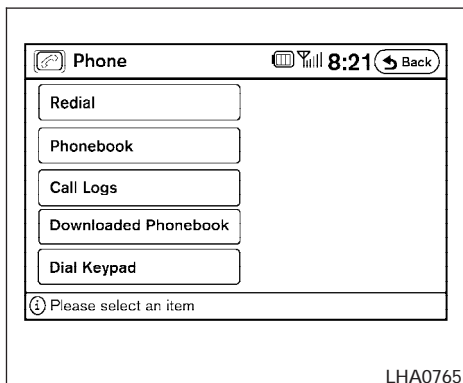 Phone 8:21 Back
Redial
Phonebook
Call Logs
Downloaded Phonebook
Dial Keypad
i Please select an item
LHA0765